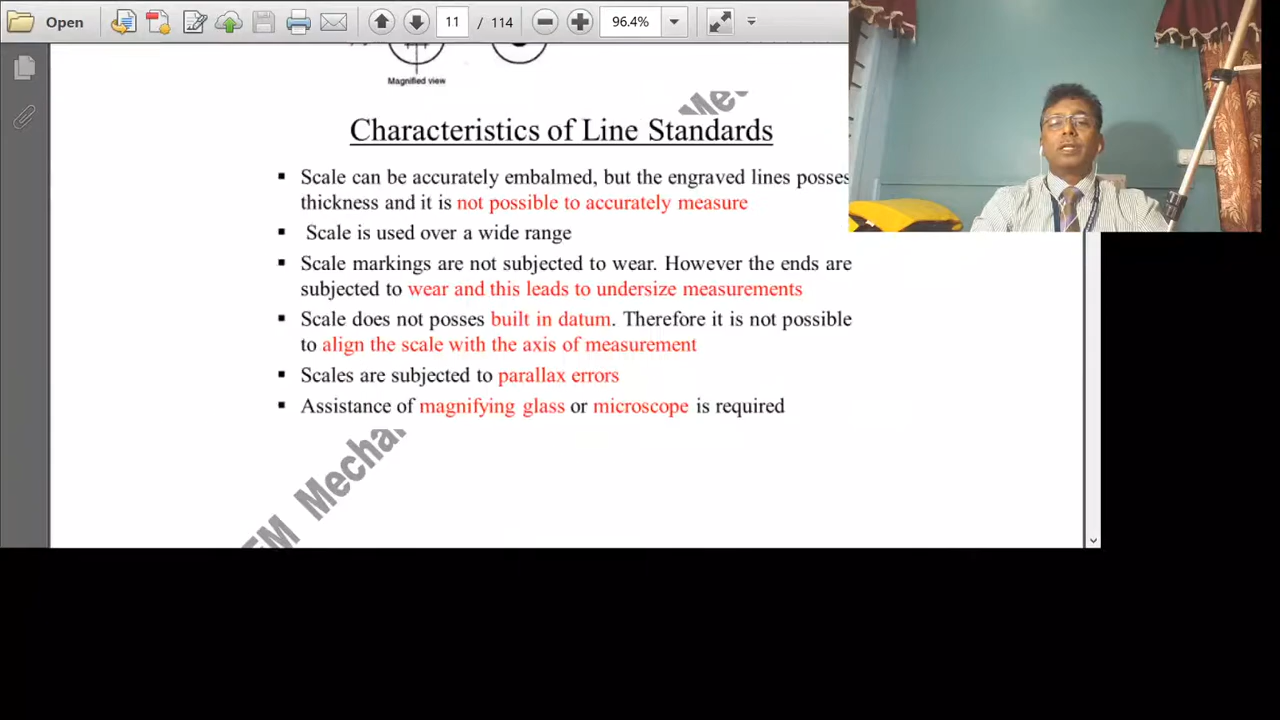 Open
11 / 114
96.4%
Magnified view
Characteristics of Line Standards
▪ Scale can be accurately embalmed, but the engraved lines posses
thickness and it is not possible to accurately measure
▪ Scale is used over a wide range
▪ Scale markings are not subjected to wear. However the ends are
subjected to wear and this leads to undersize measurements
▪ Scale does not posses built in datum. Therefore it is not possible
to align the scale with the axis of measurement
▪ Scales are subjected to parallax errors
▪ Assistance of magnifying glass or microscope is required